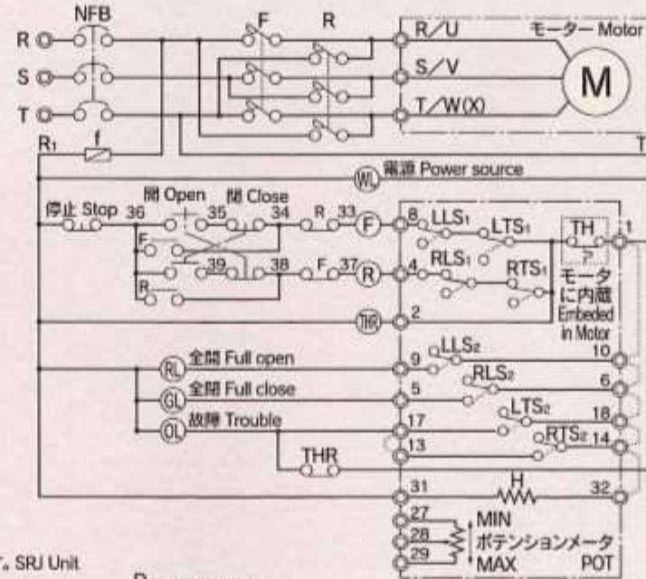 NFB
F
R
R/U
モーター Motor
R
S/V
S
M
T/W(X)
T
R1
f
T
WL
電源 Power source
開 Open
閉 Close
停止 Stop
36
35
34
R
33
F
8
LLS1
LTS1
TH
1
F
39
38
F
37
R
4
RLS1
RTS1
モータ
に内蔵
Embeded
in Motor
R
THR
2
RL
全開 Full open
9
LLS2
10
GL
全閉 Full close
5
RLS2
6
OL
故障 Trouble
17
LTS2
18
THR
13
RTS2
14
31
H
32
27
MIN
28
ポテンションメータ
29
MAX
POT
SRJ Unit